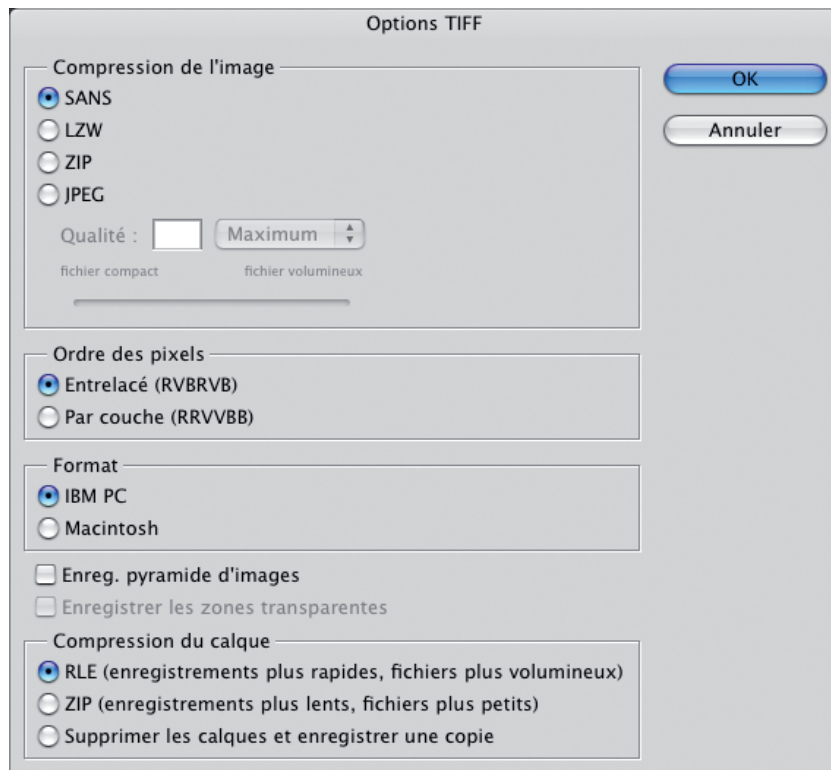 Options TIFF
Compression de l'image
OK
SANS
Annuler
LZW
ZIP
JPEG
Qualité :
Maximum
fichier compact
fichier volumineux
Ordre des pixels
Entrelacé (RVBRVB)
Par couche (RRVVBB)
Format
IBM PC
Macintosh
Enreg. pyramide d'images
Enregistrer les zones transparentes
Compression du calque
RLE (enregistrements plus rapides, fichiers plus volumineux)
ZIP (enregistrements plus lents, fichiers plus petits)
Supprimer les calques et enregistrer une copie